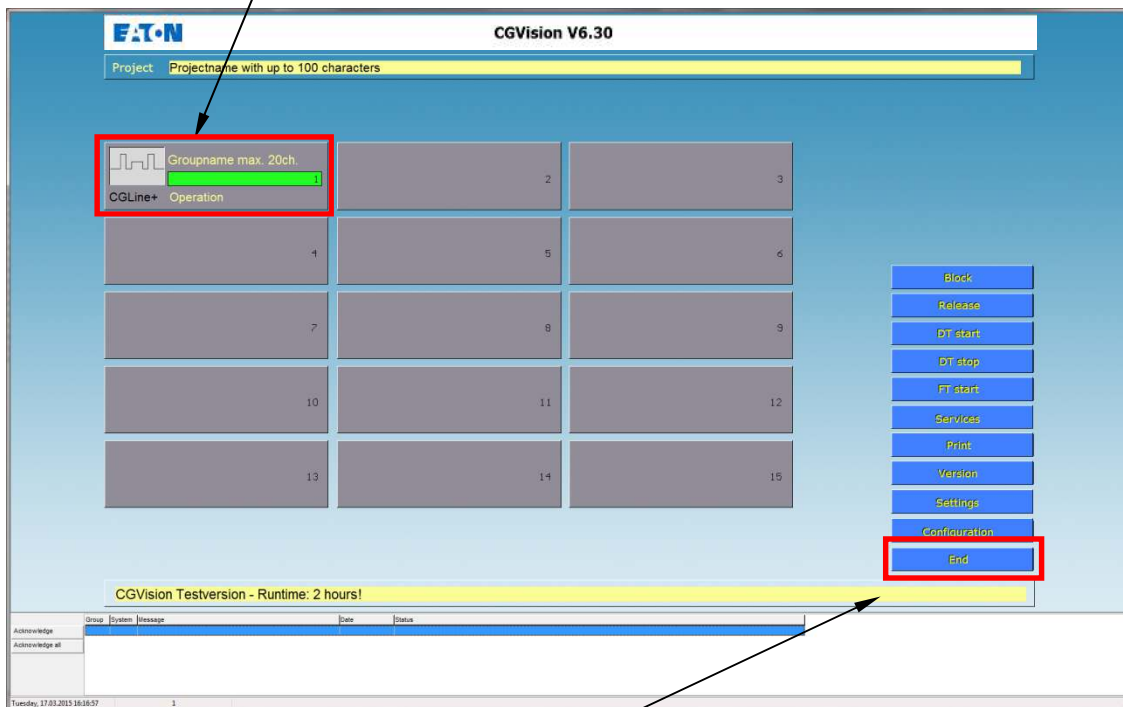 EATON
CGVision V6.30
Project Projectname with up to 100 characters
Groupname max. 20ch.
1
CGLine+ Operation
2
3
4
5
6
7
8
9
10
11
12
13
14
15
Block
Release
DT start
DT stop
FT start
Services
Print
Version
Settings
Configuration
End
CGVision Testversion - Runtime: 2 hours!
Group System Message Date Status
Acknowledge
Acknowledge all
Tuesday, 17.03.2015 16:16:57 1